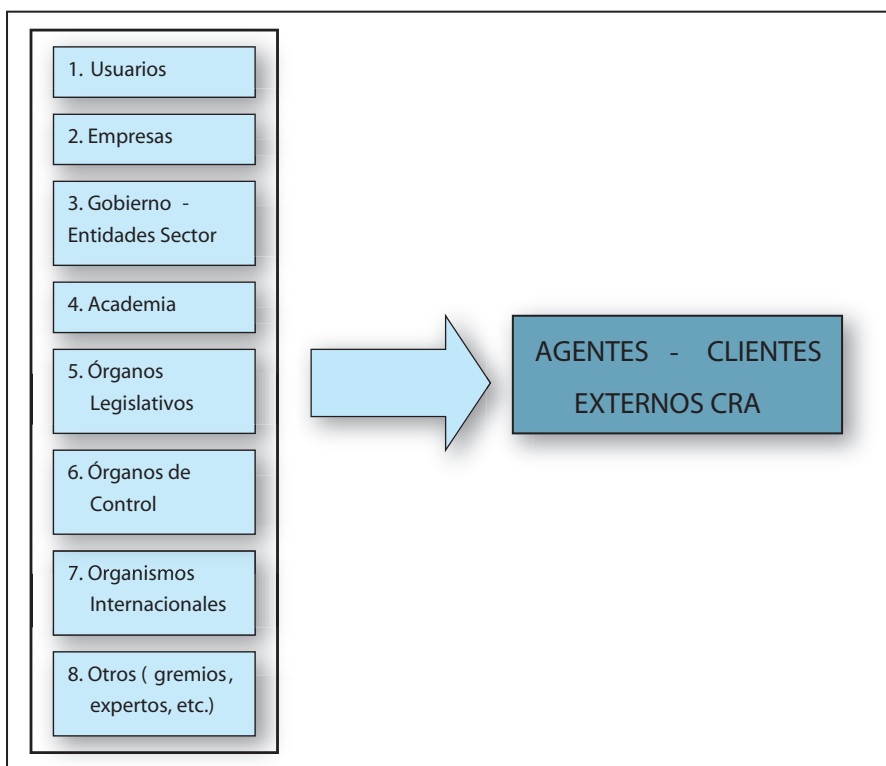 1. Usuarios
2. Empresas
3. Gobierno -
Entidades Sector
4. Academia
5. Órganos
Legislativos
6. Órganos de
Control
7. Organismos
Internacionales
8. Otros ( gremios,
expertos, etc.)
AGENTES - CLIENTES
EXTERNOS CRA